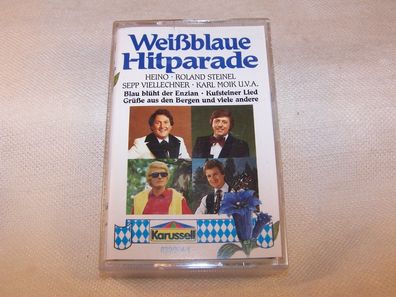 Weißblaue
Hitparade
HEINO · ROLAND STEINEL
SEPP VIELLECHNER · KARL MOIK U.V.A.
Blau blüht der Enzian · Kufsteiner Lied
Grüße aus den Bergen und viele andere
Karussell